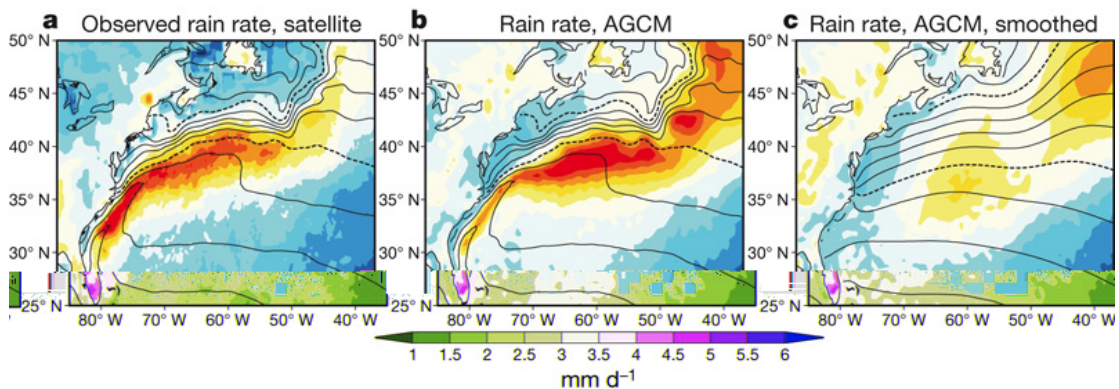 a Observed rain rate, satellite
b Rain rate, AGCM
c Rain rate, AGCM, smoothed
50° N
45° N
40° N
35° N
30° N
25° N
80° W 70° W 60° W 50° W 40° W
50° N
45° N
40° N
35° N
30° N
25° N
80° W 70° W 60° W 50° W 40° W
50° N
45° N
40° N
35° N
30° N
25° N
80° W 70° W 60° W 50° W 40° W
1 1.5 2 2.5 3 3.5 4 4.5 5 5.5 6
mm d⁻¹